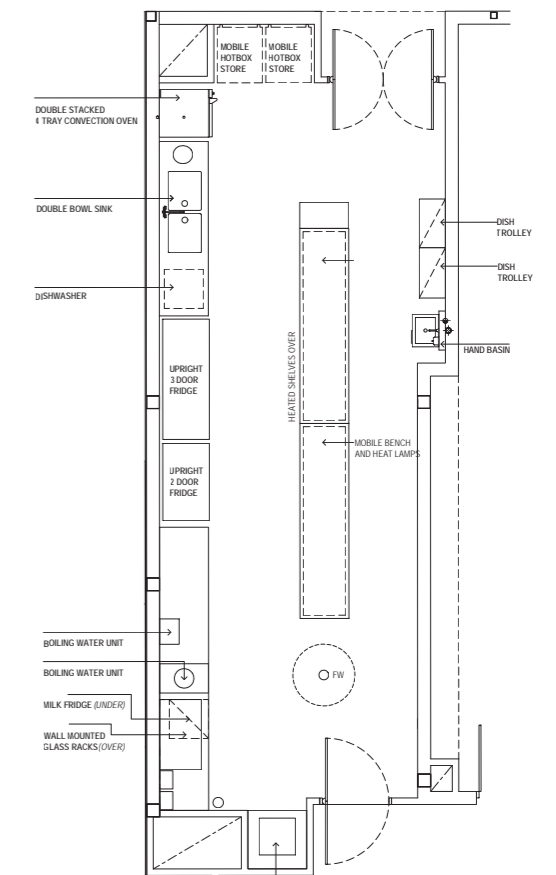 MOBILE
HOTBOX
STORE
MOBILE
HOTBOX
STORE
DOUBLE STACKED
4 TRAY CONVECTION OVEN
DOUBLE BOWL SINK
DISH
TROLLEY
DISH
TROLLEY
DISHWASHER
HAND BASIN
HEATED SHELVES OVER
UPRIGHT
3 DOOR
FRIDGE
MOBILE BENCH
AND HEAT LAMPS
UPRIGHT
2 DOOR
FRIDGE
BOILING WATER UNIT
BOILING WATER UNIT
FW
MILK FRIDGE (UNDER)
WALL MOUNTED
GLASS RACKS(OVER)